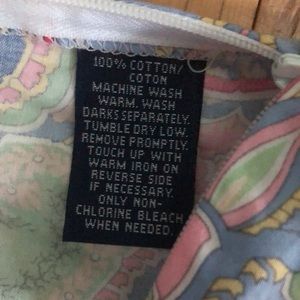 100% COTTON/
COTON
MACHINE WASH
WARM. WASH
DARKS SEPARATELY.
TUMBLE DRY LOW.
REMOVE PROMPTLY.
TOUCH UP WITH
WARM IRON ON
REVERSE SIDE
IF NECESSARY.
ONLY NON-
CHLORINE BLEACH
WHEN NEEDED.